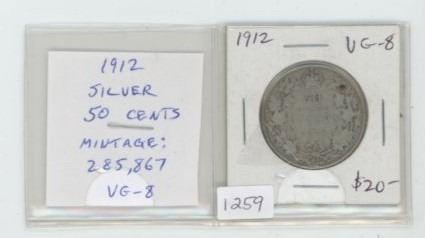 1912
SILVER
50 CENTS
MINTAGE:
285,867
VG-8
1259
1912
VG-8
$20-